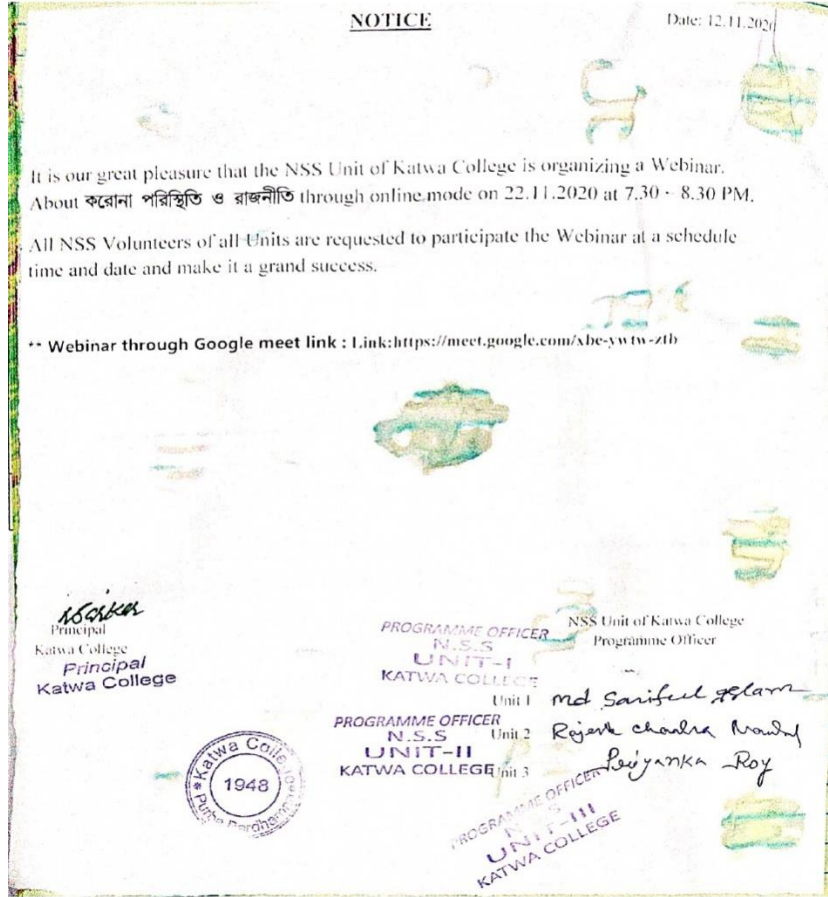 NOTICE
Date: 12.11.2020
It is our great pleasure that the NSS Unit of Katwa College is organizing a Webinar.
About করোনা পরিস্থিতি ও রাজনীতি through online mode on 22.11.2020 at 7.30 - 8.30 PM.
All NSS Volunteers of all Units are requested to participate the Webinar at a schedule
time and date and make it a grand success.
** Webinar through Google meet link : Link:https://meet.google.com/xbe-ywtw-ztb
Principal
Katwa College
Principal
Katwa College
NSS Unit of Katwa College
Programme Officer
PROGRAMME OFFICER
N.S.S
UNIT-I
KATWA COLLEGE
Unit 1 Md Sariful Islam
PROGRAMME OFFICER
N.S.S
UNIT-II
KATWA COLLEGE
Unit 2 Rajesh Chandra
Unit 3 Priyanka Roy
PROGRAMME OFFICER
N.S.S
UNIT-III
KATWA COLLEGE
Katwa College
1948
Purba Bardhaman